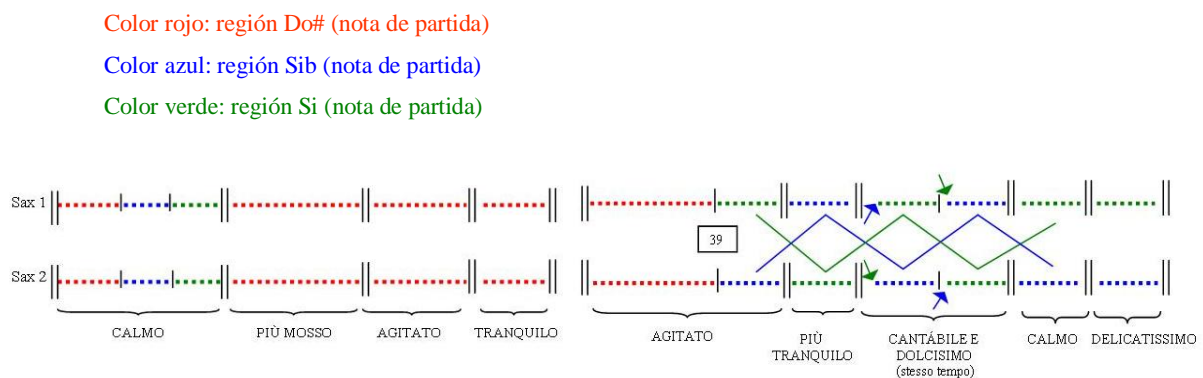 Color rojo: región Do# (nota de partida)
Color azul: región Sib (nota de partida)
Color verde: región Si (nota de partida)
Sax 1
39
Sax 2
CALMO
PIÙ MOSSO
AGITATO
TRANQUILO
AGITATO
PIÙ
TRANQUILO
CANTÁBILE E
DOLCISIMO
(stesso tempo)
CALMO
DELICATISSIMO